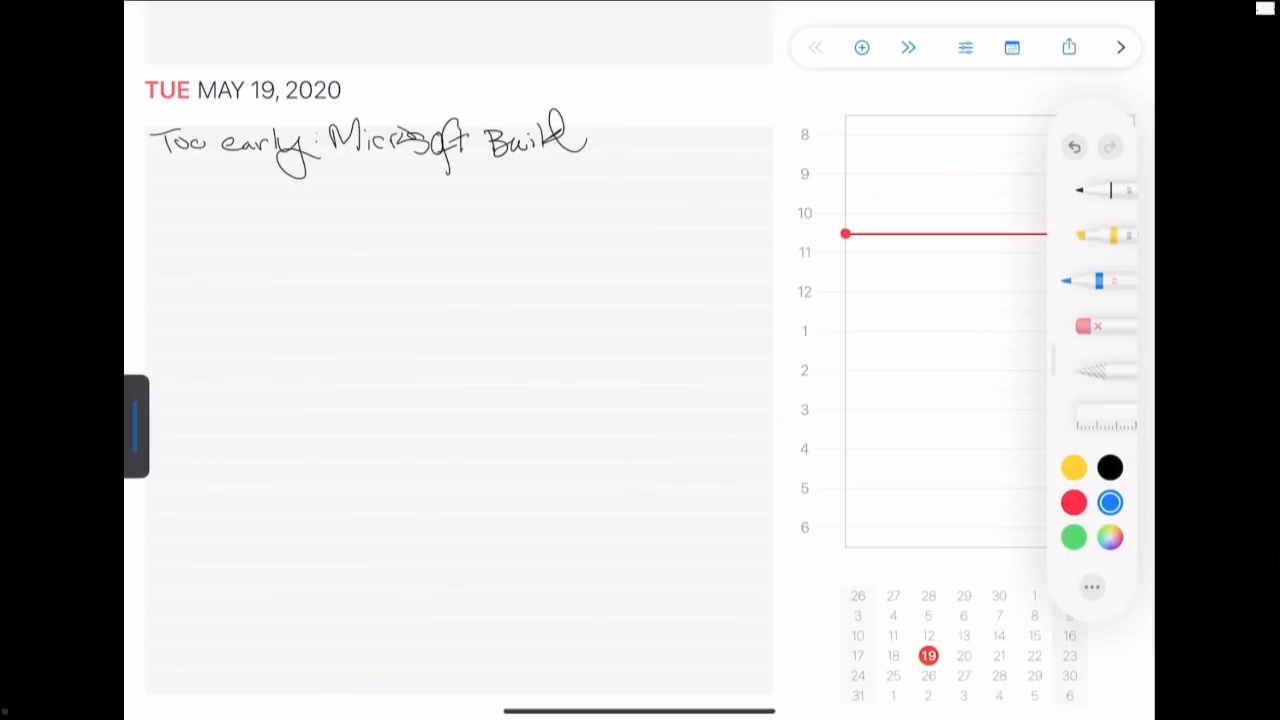 TUE MAY 19, 2020
Too early: Microsoft Build
8
9
10
11
12
1
2
3
4
5
6
26 27 28 29 30 1
3 4 5 6 7 8
10 11 12 13 14 15 16
17 18 19 20 21 22 23
24 25 26 27 28 29 30
31 1 2 3 4 5 6